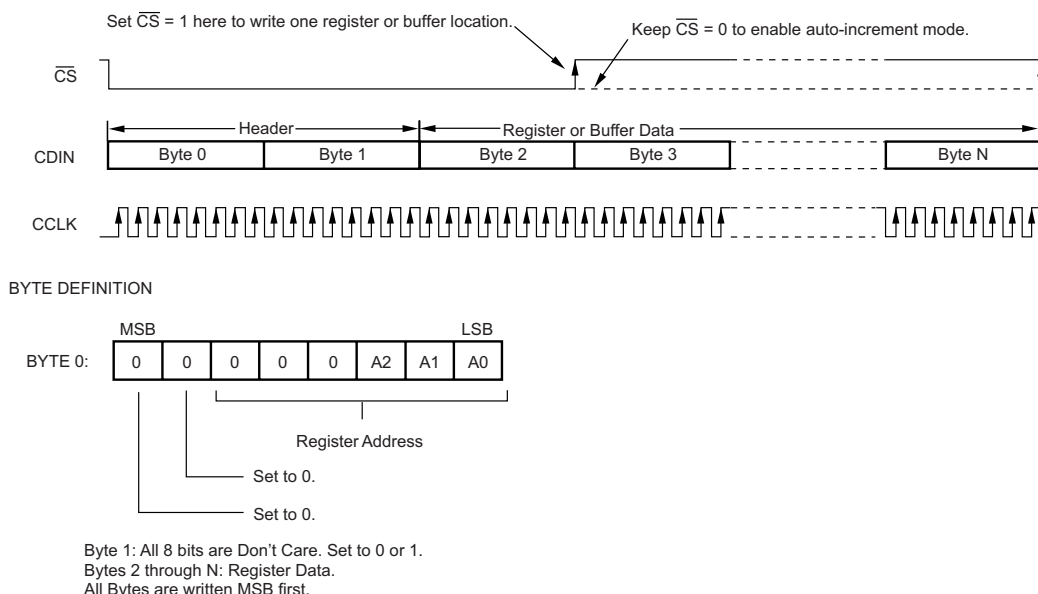 Set CS = 1 here to write one register or buffer location.
Keep CS = 0 to enable auto-increment mode.
CS
Header
Register or Buffer Data
CDIN
Byte 0
Byte 1
Byte 2
Byte 3
Byte N
CCLK
BYTE DEFINITION
MSB
LSB
BYTE 0:
0
0
0
0
0
A2
A1
A0
Register Address
Set to 0.
Set to 0.
Byte 1: All 8 bits are Don’t Care. Set to 0 or 1.
Bytes 2 through N: Register Data.
All Bytes are written MSB first.